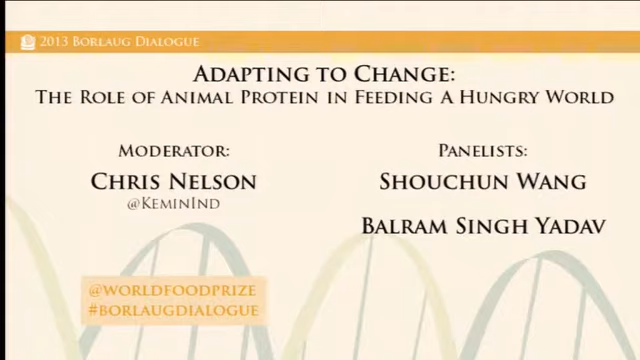 2013 Borlaug Dialogue
Adapting to Change:
The Role of Animal Protein in Feeding A Hungry World
Moderator:
Chris Nelson
@KeminInd
Panelists:
Shouchun Wang
Balram Singh Yadav
@worldfoodprize
#borlaugdialogue